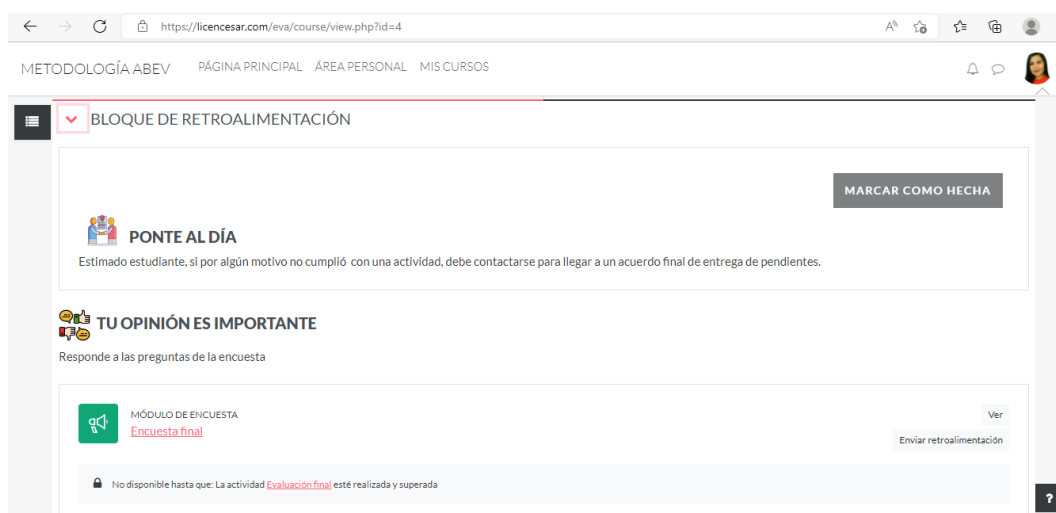 https://licencesar.com/eva/course/view.php?id=4
METODOLOGÍA ABEV PÁGINA PRINCIPAL ÁREA PERSONAL MIS CURSOS
BLOQUE DE RETROALIMENTACIÓN
MARCAR COMO HECHA
PONTE AL DÍA
Estimado estudiante, si por algún motivo no cumplió con una actividad, debe contactarse para llegar a un acuerdo final de entrega de pendientes.
TU OPINIÓN ES IMPORTANTE
Responde a las preguntas de la encuesta
MÓDULO DE ENCUESTA
Encuesta final
Ver
Enviar retroalimentación
No disponible hasta que: La actividad Evaluación final esté realizada y superada
?